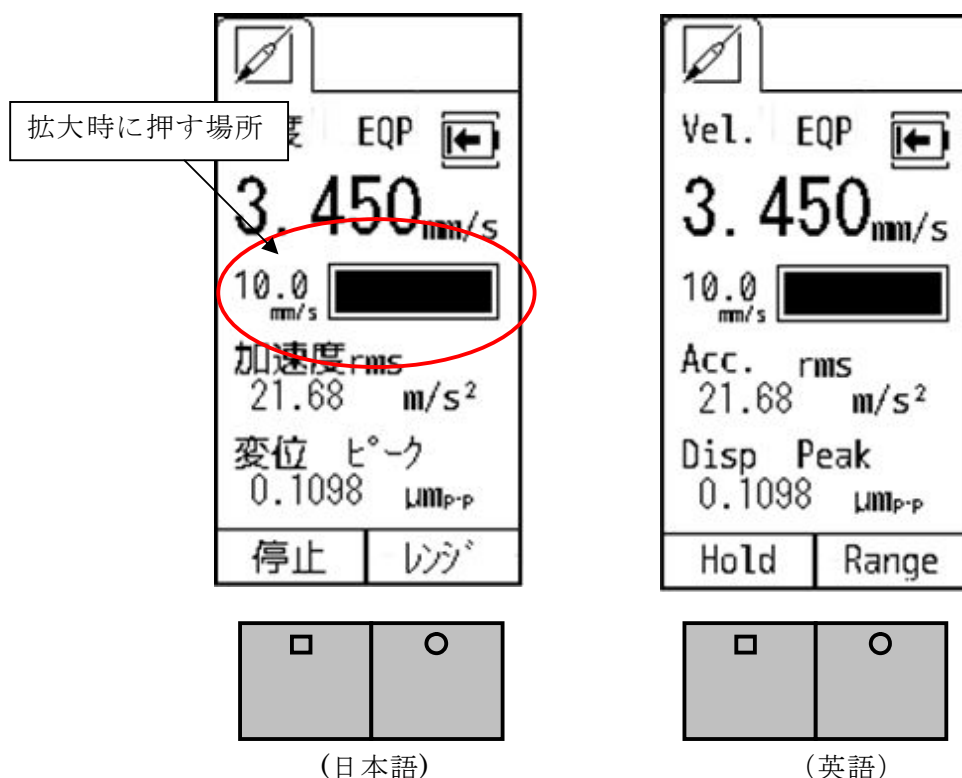 拡大時に押す場所
度 EQP
3.450mm/s
10.0
mm/s
加速度rms
21.68 m/s²
変位 ピーク
0.1098 μmp-p
停止 レンジ
(日本語)
Vel. EQP
3.450mm/s
10.0
mm/s
Acc. rms
21.68 m/s²
Disp Peak
0.1098 μmp-p
Hold Range
(英語)